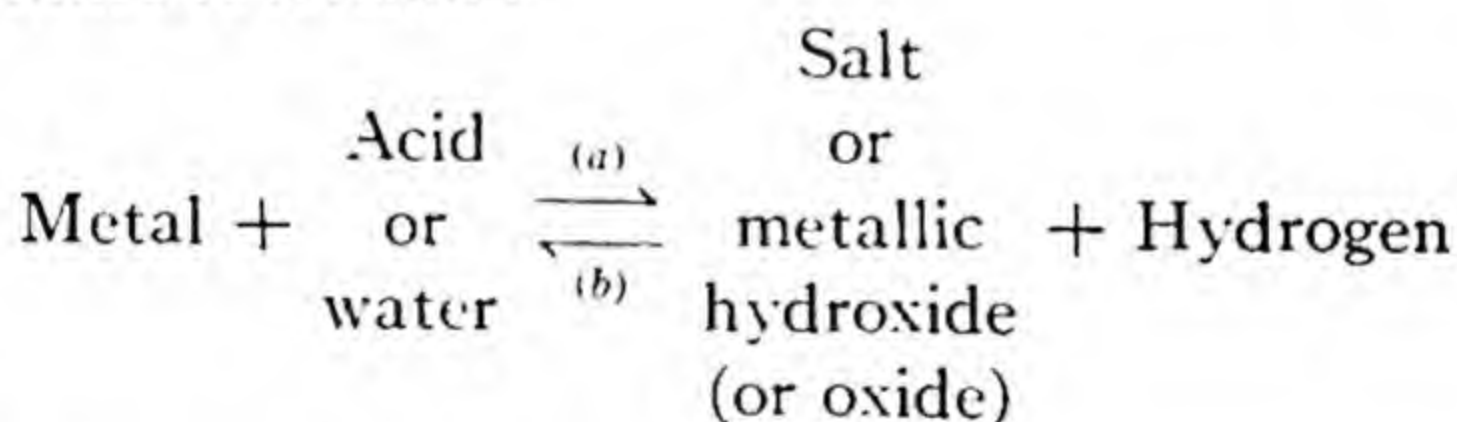 Salt
Acid (a) or
Metal + or ⇌ metallic + Hydrogen
water (b) hydroxide
(or oxide)